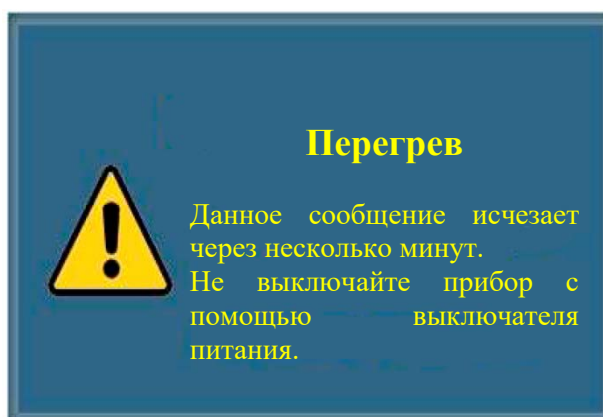 Перегрев
Данное сообщение исчезает
через несколько минут.
Не выключайте прибор с
помощью выключателя
питания.